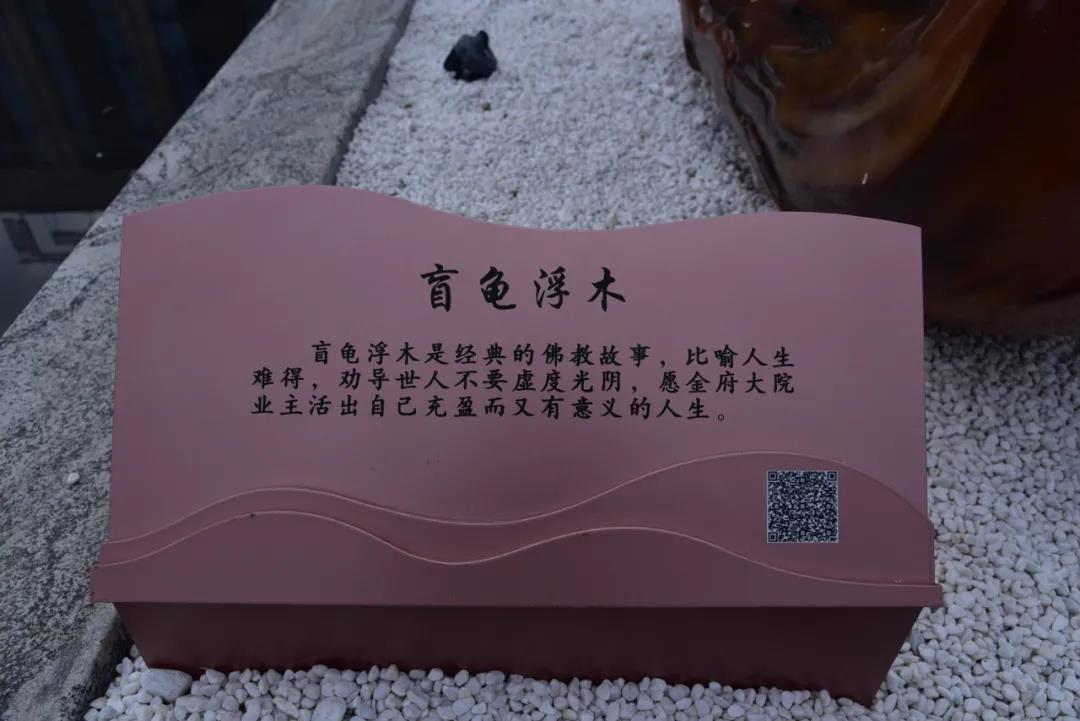 盲龟浮木
盲龟浮木是经典的佛教故事，比喻人生
难得，劝导世人不要虚度光阴，愿金府大院
业主活出自己充盈而又有意义的人生。